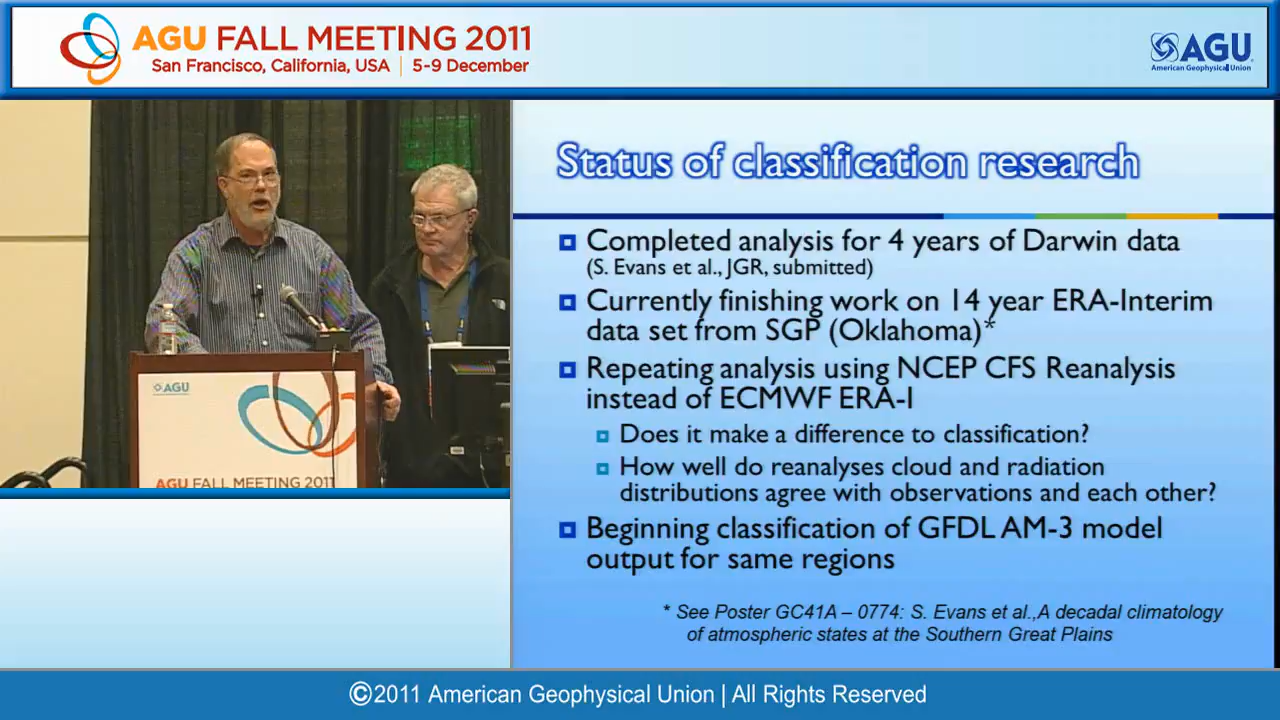 AGU FALL MEETING 2011
San Francisco, California, USA | 5-9 December
AGU
American Geophysical Union
Status of classification research
Completed analysis for 4 years of Darwin data
(S. Evans et al., JGR, submitted)
Currently finishing work on 14 year ERA-Interim
data set from SGP (Oklahoma)*
Repeating analysis using NCEP CFS Reanalysis
instead of ECMWF ERA-I
Does it make a difference to classification?
How well do reanalyses cloud and radiation
distributions agree with observations and each other?
Beginning classification of GFDL AM-3 model
output for same regions
* See Poster GC41A – 0774: S. Evans et al.,A decadal climatology
of atmospheric states at the Southern Great Plains
AGU
AGU FALL MEETING 2011
©2011 American Geophysical Union | All Rights Reserved